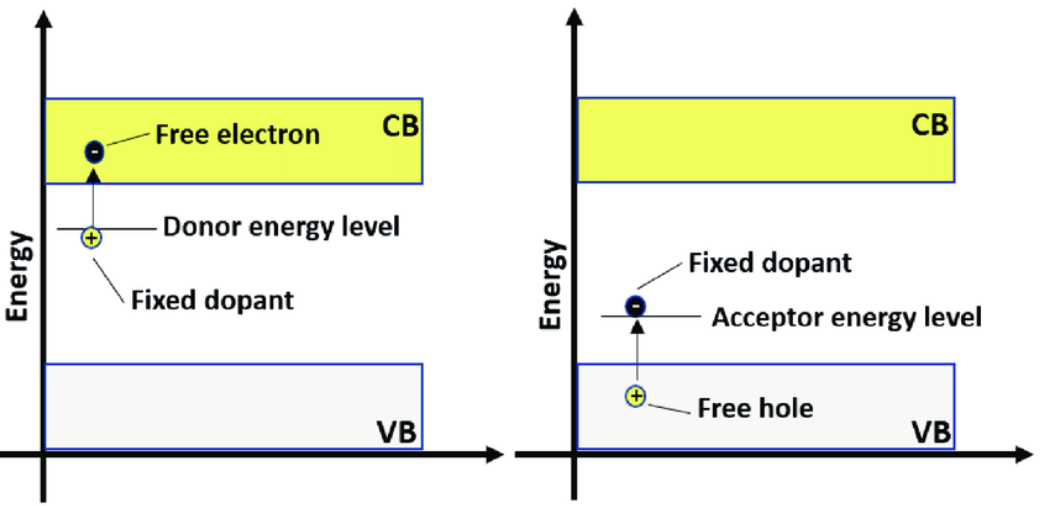 CB
Free electron
-
Donor energy level
+
Fixed dopant
Energy
VB
CB
Fixed dopant
-
Acceptor energy level
+
Free hole
Energy
VB